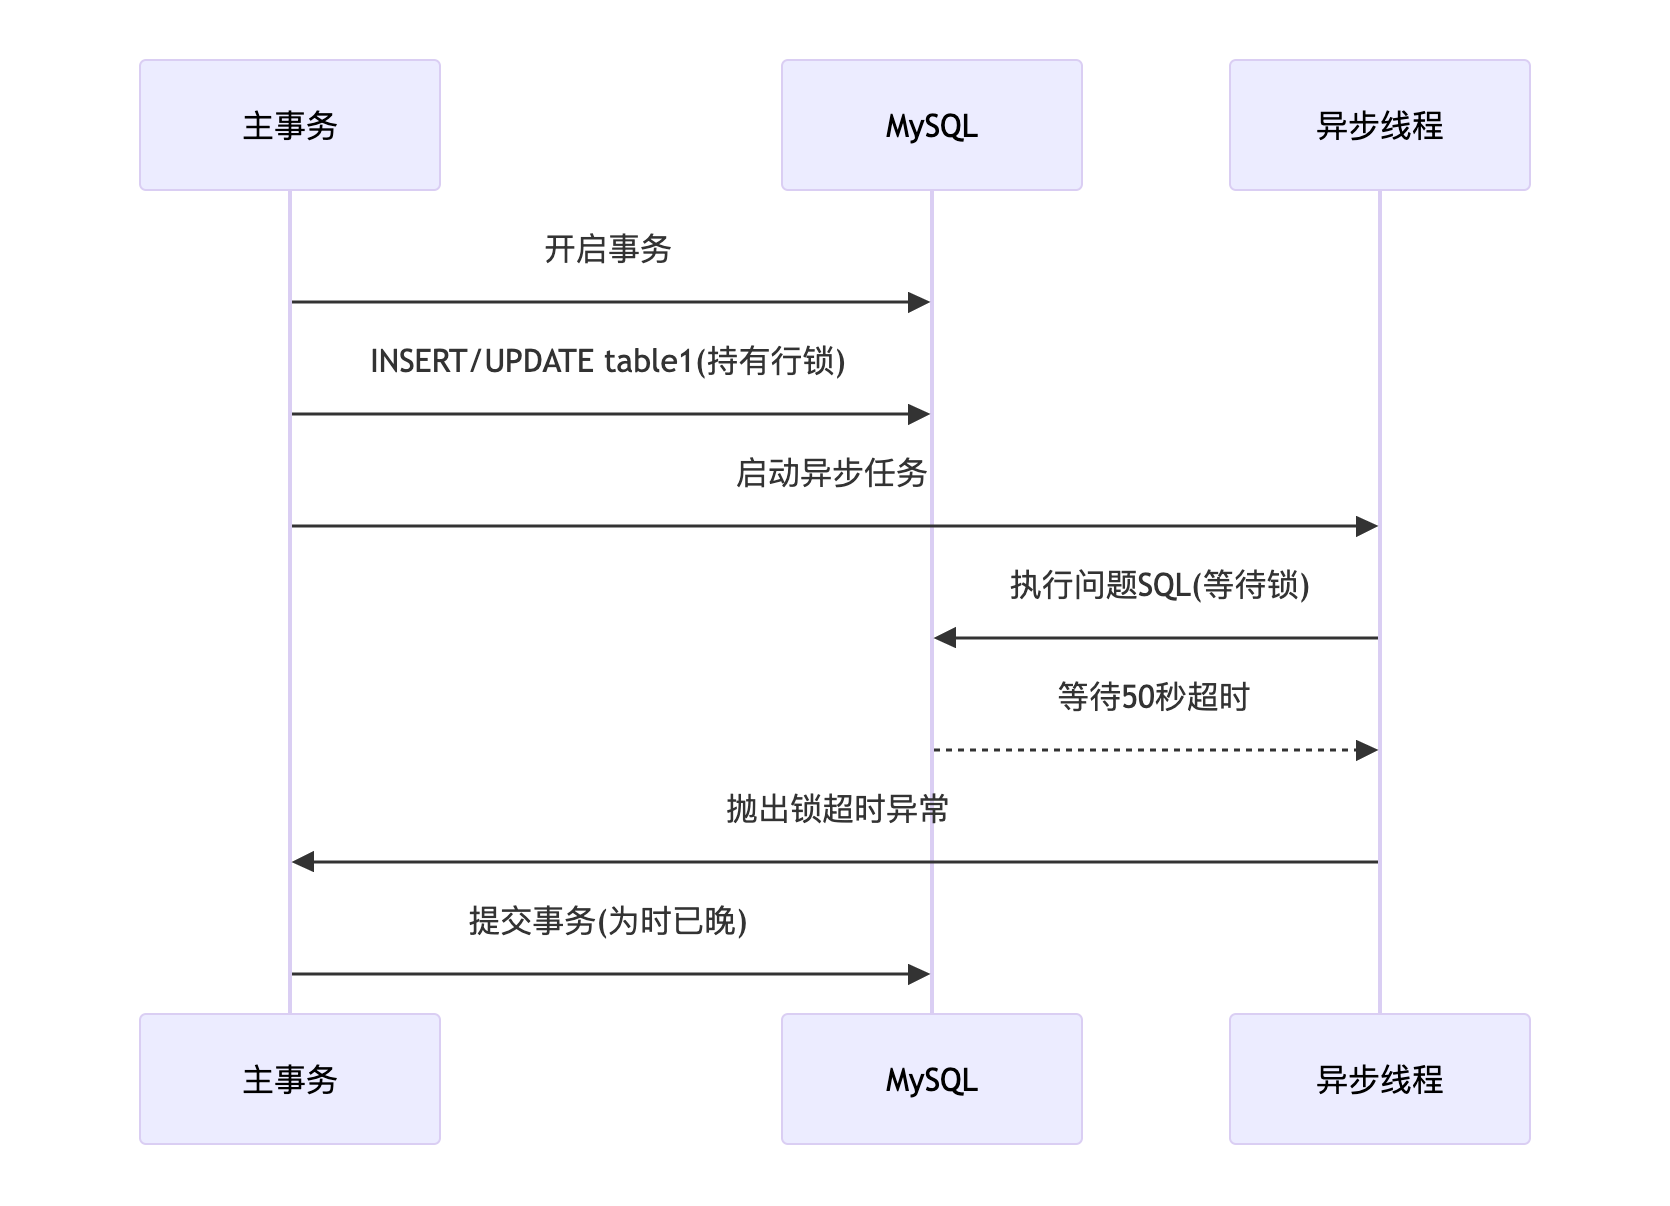 主事务
MySQL
异步线程
开启事务
INSERT/UPDATE table1(持有行锁)
启动异步任务
执行问题SQL(等待锁)
等待50秒超时
抛出锁超时异常
提交事务(为时已晚)
主事务
MySQL
异步线程